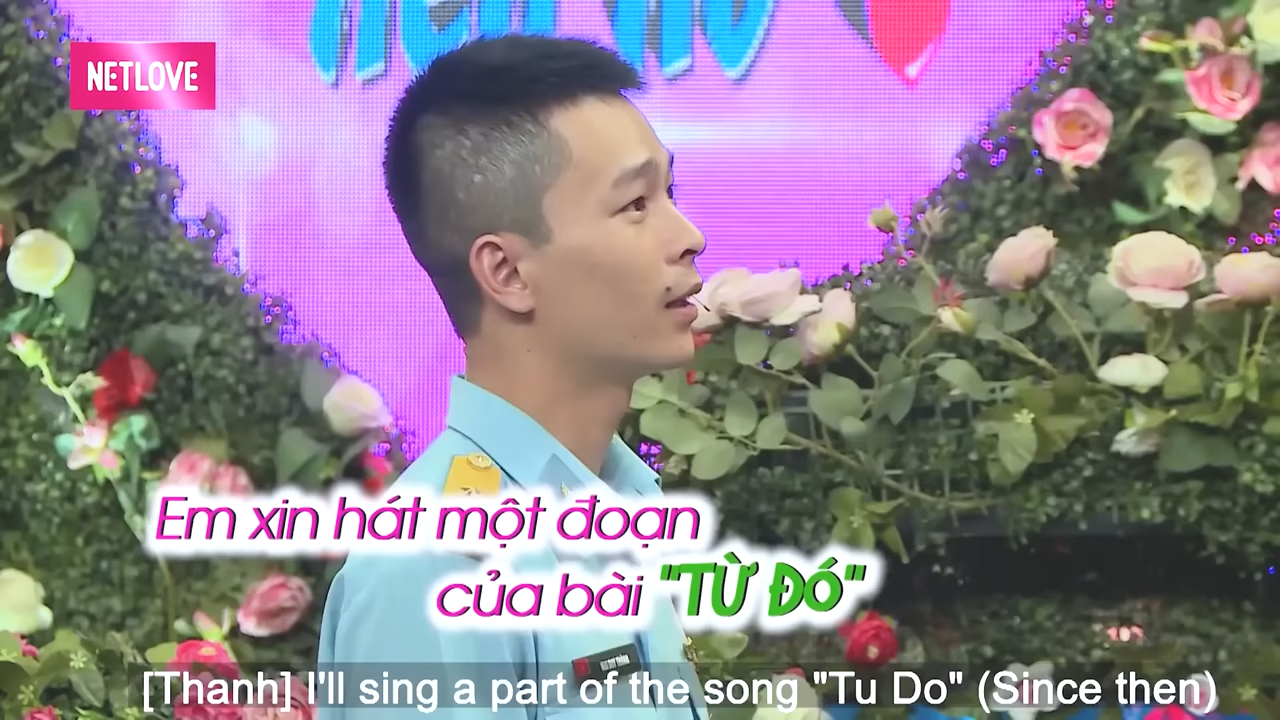 NETLOVE
Em xin hát một đoạn
của bài "TỪ ĐÓ"
[Thanh] I'll sing a part of the song "Tu Do" (Since then)